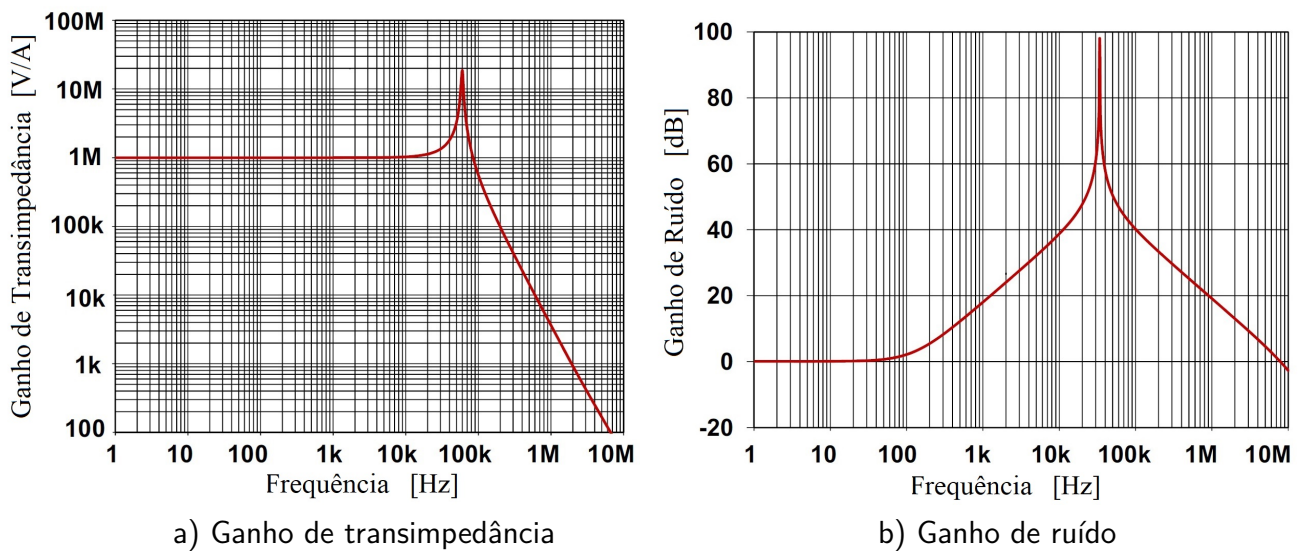 Ganho de Transimpedância [V/A]
100M
10M
1M
100k
10k
1k
100
1 10 100 1k 10k 100k 1M 10M
Frequência [Hz]
a) Ganho de transimpedância
Ganho de Ruído [dB]
100
80
60
40
20
0
-20
1 10 100 1k 10k 100k 1M 10M
Frequência [Hz]
b) Ganho de ruído